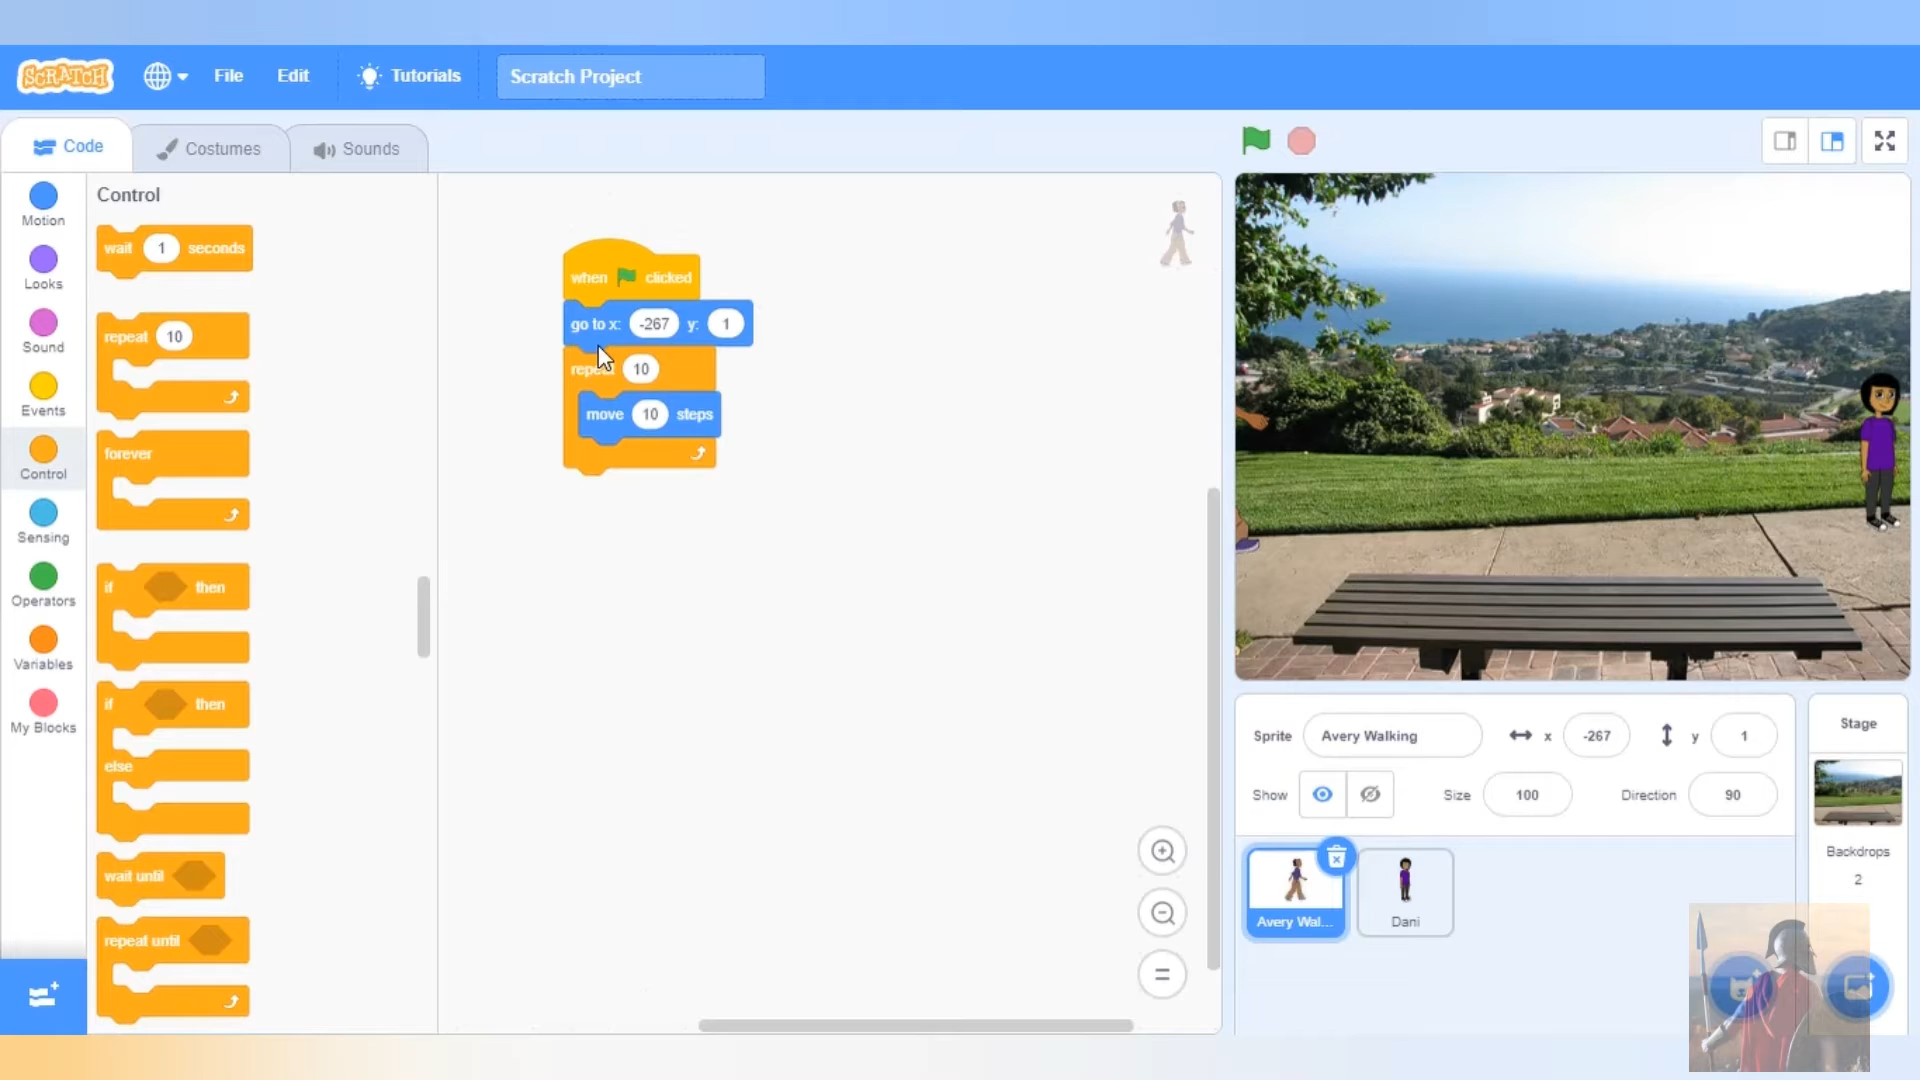 SCRATCH
File
Edit
Tutorials
Scratch Project
Code
Costumes
Sounds
Motion
Looks
Sound
Events
Control
Sensing
Operators
Variables
My Blocks
Control
wait 1 seconds
repeat 10
forever
if then
if then
else
wait until
repeat until
when clicked
go to x: -267 y: 1
repeat 10
move 10 steps
Sprite Avery Walking x -267 y 1
Show Size 100 Direction 90
Avery Wal...
Dani
Stage
Backdrops
2